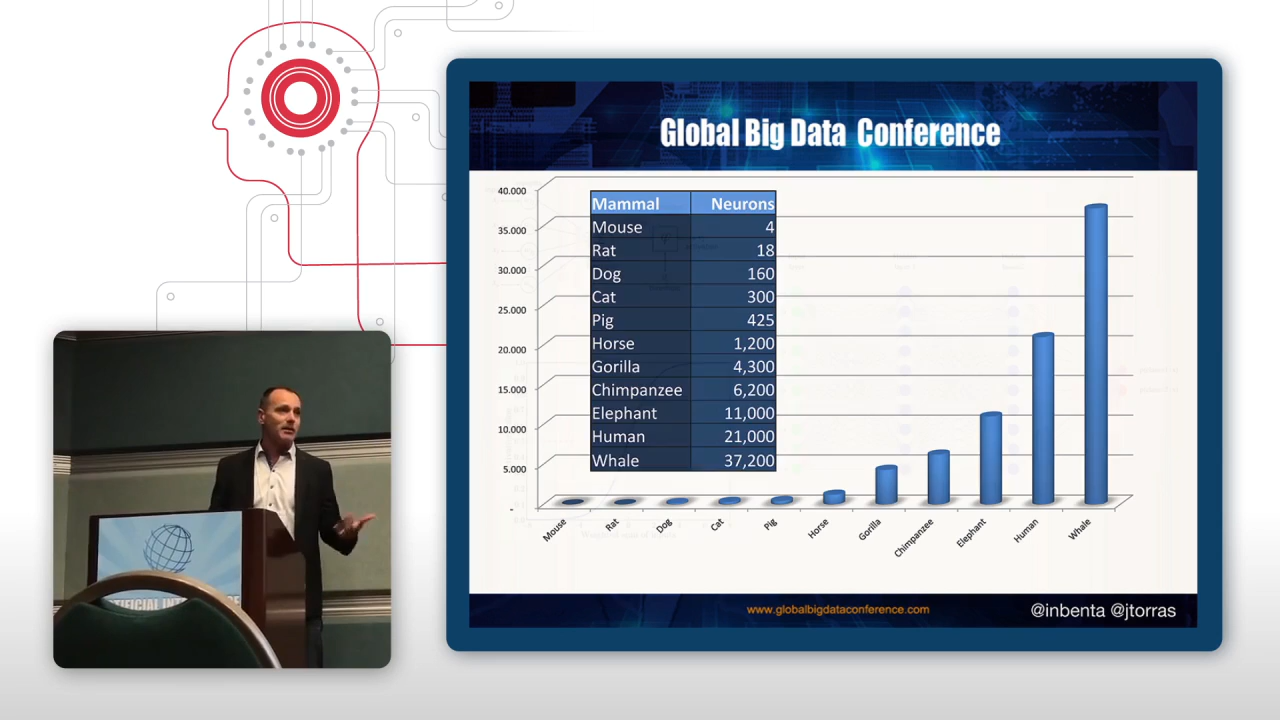 Global Big Data Conference
Mammal Neurons
Mouse 4
Rat 18
Dog 160
Cat 300
Pig 425
Horse 1,200
Gorilla 4,300
Chimpanzee 6,200
Elephant 11,000
Human 21,000
Whale 37,200
40.000
35.000
30.000
25.000
20.000
15.000
10.000
5.000
-
Mouse
Rat
Dog
Cat
Pig
Horse
Gorilla
Chimpanzee
Elephant
Human
Whale
www.globalbigdataconference.com
@inbenta @jtorras